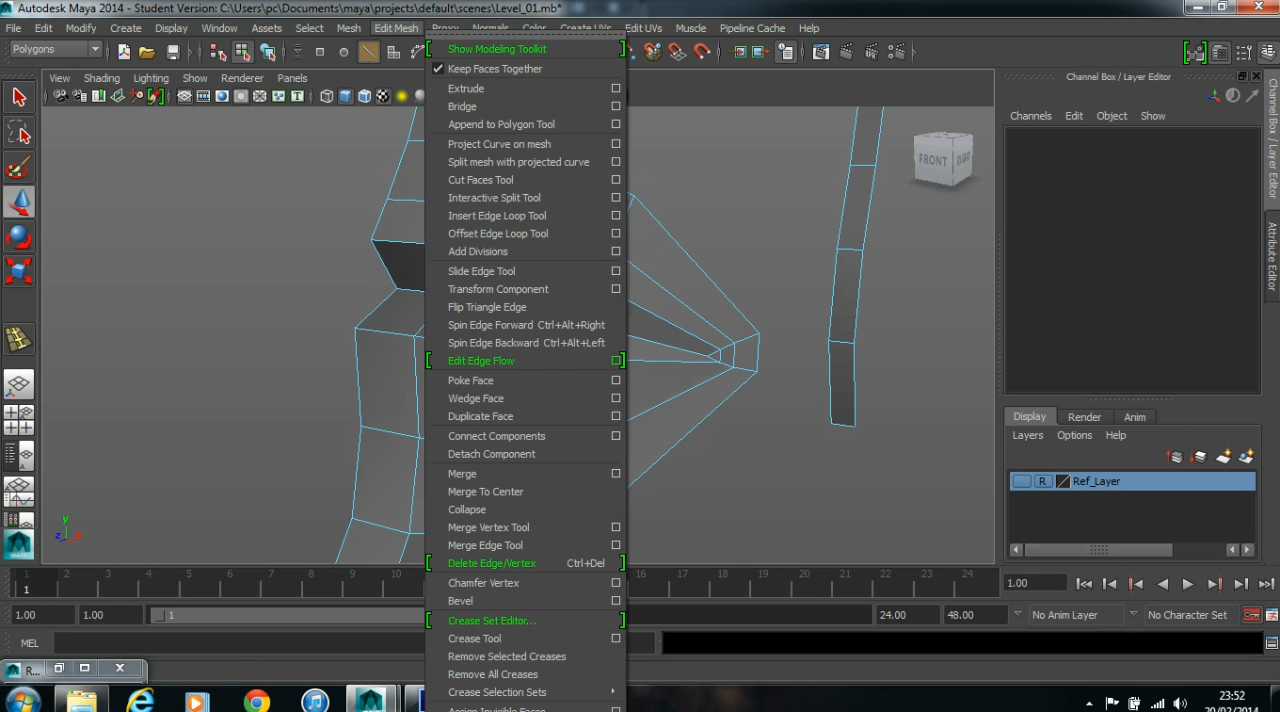 Autodesk Maya 2014 - Student Version: C:\Users\pc\Documents\maya\projects\default\scenes\Level_01.mb*
File Edit Modify Create Display Window Assets Select Mesh Edit Mesh Proxy Normals Color Create UVs Edit UVs Muscle Pipeline Cache Help
Polygons
View Shading Lighting Show Renderer Panels
Show Modeling Toolkit
Keep Faces Together
Extrude
Bridge
Append to Polygon Tool
Project Curve on mesh
Split mesh with projected curve
Cut Faces Tool
Interactive Split Tool
Insert Edge Loop Tool
Offset Edge Loop Tool
Add Divisions
Slide Edge Tool
Transform Component
Flip Triangle Edge
Spin Edge Forward Ctrl+Alt+Right
Spin Edge Backward Ctrl+Alt+Left
Edit Edge Flow
Poke Face
Wedge Face
Duplicate Face
Connect Components
Detach Component
Merge
Merge To Center
Collapse
Merge Vertex Tool
Merge Edge Tool
Delete Edge/Vertex Ctrl+Del
Chamfer Vertex
Bevel
Crease Set Editor...
Crease Tool
Remove Selected Creases
Remove All Creases
Crease Selection Sets
Assign Invisible Faces
FRONT RIGHT
y
z x
Channel Box / Layer Editor
Channels Edit Object Show
Channel Box / Layer Editor
Attribute Editor
Display Render Anim
Layers Options Help
R Ref_Layer
1 2 3 4 5 6 7 8 9 10 16 17 18 19 20 21 22 23 24
1
1.00
1.00 1.00 1 24.00 48.00 No Anim Layer No Character Set
MEL
R...
23:52
20/02/2014